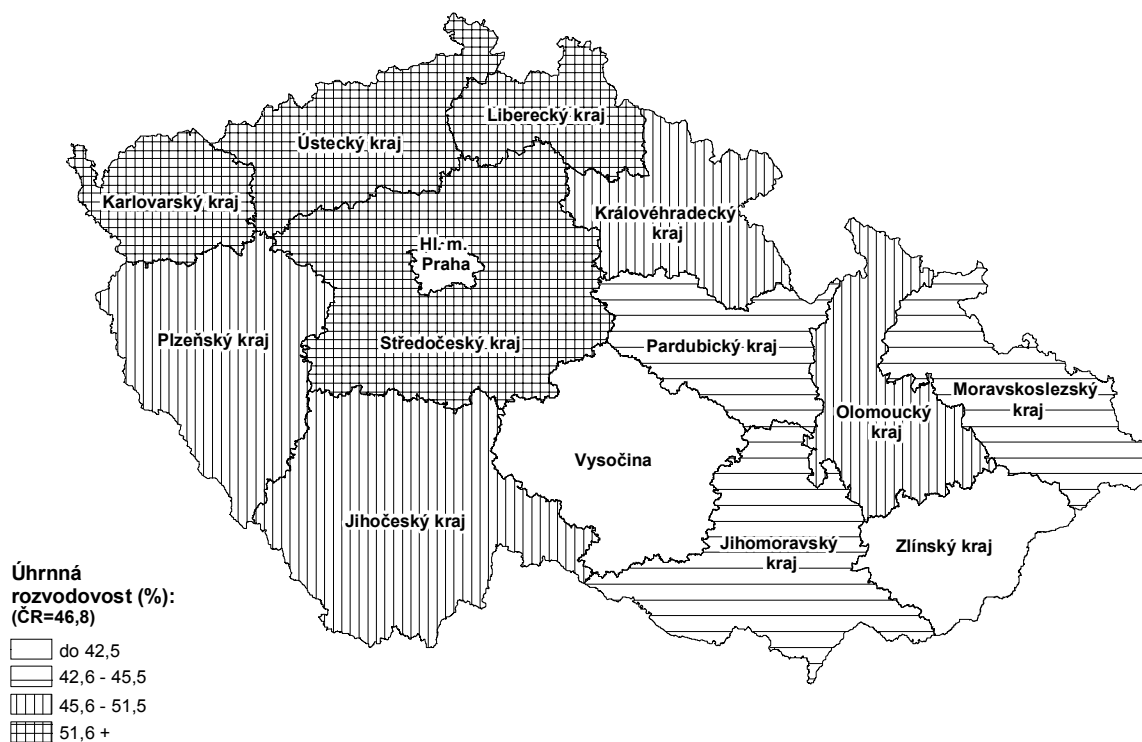 Liberecký kraj
Ústecký kraj
Karlovarský kraj
Královéhradecký
kraj
Hl. m.
Praha
Plzeňský kraj
Středočeský kraj
Pardubický kraj
Moravskoslezský
kraj
Olomoucký
kraj
Vysočina
Jihočeský kraj
Jihomoravský
kraj
Zlínský kraj
Úhrnná
rozvodovost (%):
(ČR=46,8)
do 42,5
42,6 - 45,5
45,6 - 51,5
51,6 +